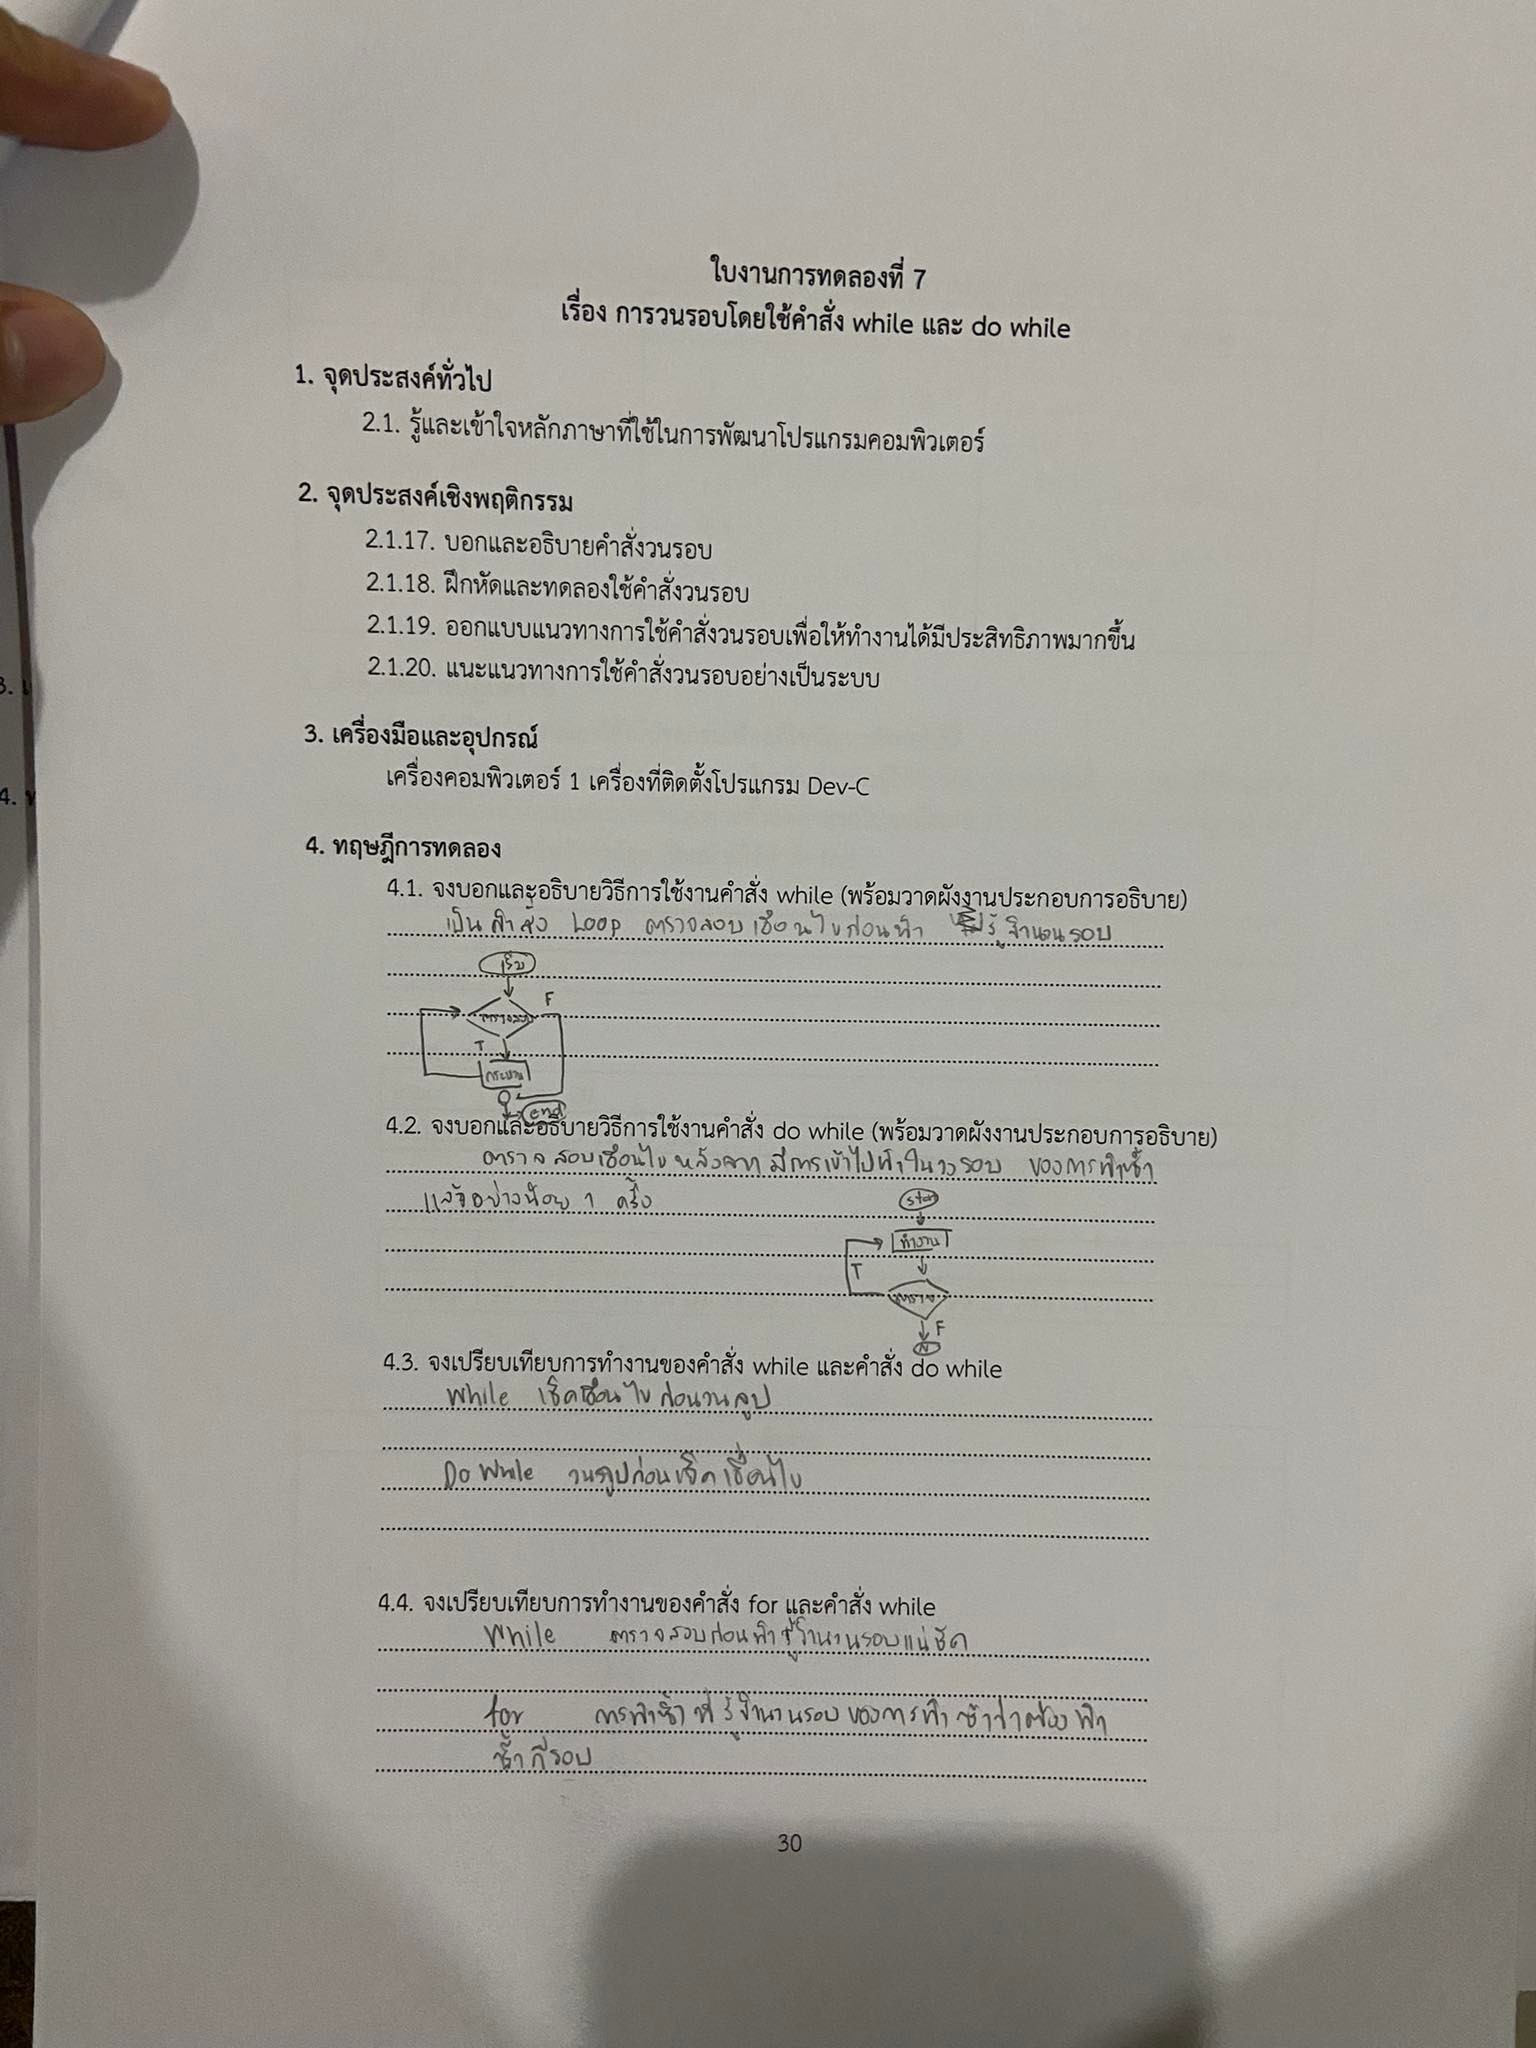 ใบงานการทดลองที่ 7
เรื่อง การวนรอบโดยใช้คำสั่ง while และ do while
1. จุดประสงค์ทั่วไป
2.1. รู้และเข้าใจหลักภาษาที่ใช้ในการพัฒนาโปรแกรมคอมพิวเตอร์
2. จุดประสงค์เชิงพฤติกรรม
2.1.17. บอกและอธิบายคำสั่งวนรอบ
2.1.18. ฝึกหัดและทดลองใช้คำสั่งวนรอบ
2.1.19. ออกแบบแนวทางการใช้คำสั่งวนรอบเพื่อให้ทำงานได้มีประสิทธิภาพมากขึ้น
2.1.20. แนะแนวทางการใช้คำสั่งวนรอบอย่างเป็นระบบ
3. เครื่องมือและอุปกรณ์
เครื่องคอมพิวเตอร์ 1 เครื่องที่ติดตั้งโปรแกรม Dev-C
4. ทฤษฎีการทดลอง
4.1. จงบอกและอธิบายวิธีการใช้งานคำสั่ง while (พร้อมวาดผังงานประกอบการอธิบาย)
เป็นคำสั่ง Loop ตรวจสอบเงื่อนไขก่อนทำ รู้จำนวนรอบ
เริ่ม
F
ตรวจสอบ
T
end
4.2. จงบอกและอธิบายวิธีการใช้งานคำสั่ง do while (พร้อมวาดผังงานประกอบการอธิบาย)
ตรวจสอบเงื่อนไขหลังจากมีการเข้าไปทำในวงรอบ ของการทำซ้ำ
แล้วอย่างน้อย 1 ครั้ง
ทำงาน
T
ตรวจ
F
4.3. จงเปรียบเทียบการทำงานของคำสั่ง while และคำสั่ง do while
While เช็คเงื่อนไขก่อนวนลูป
Do While วนลูปก่อนเช็คเงื่อนไข
4.4. จงเปรียบเทียบการทำงานของคำสั่ง for และคำสั่ง while
While ตรวจสอบก่อนทำ รู้จำนวนรอบแน่ชัด
for การทำซ้ำที่รู้จำนวนรอบของการทำซ้ำว่าต้องทำ
ซ้ำกี่รอบ
30